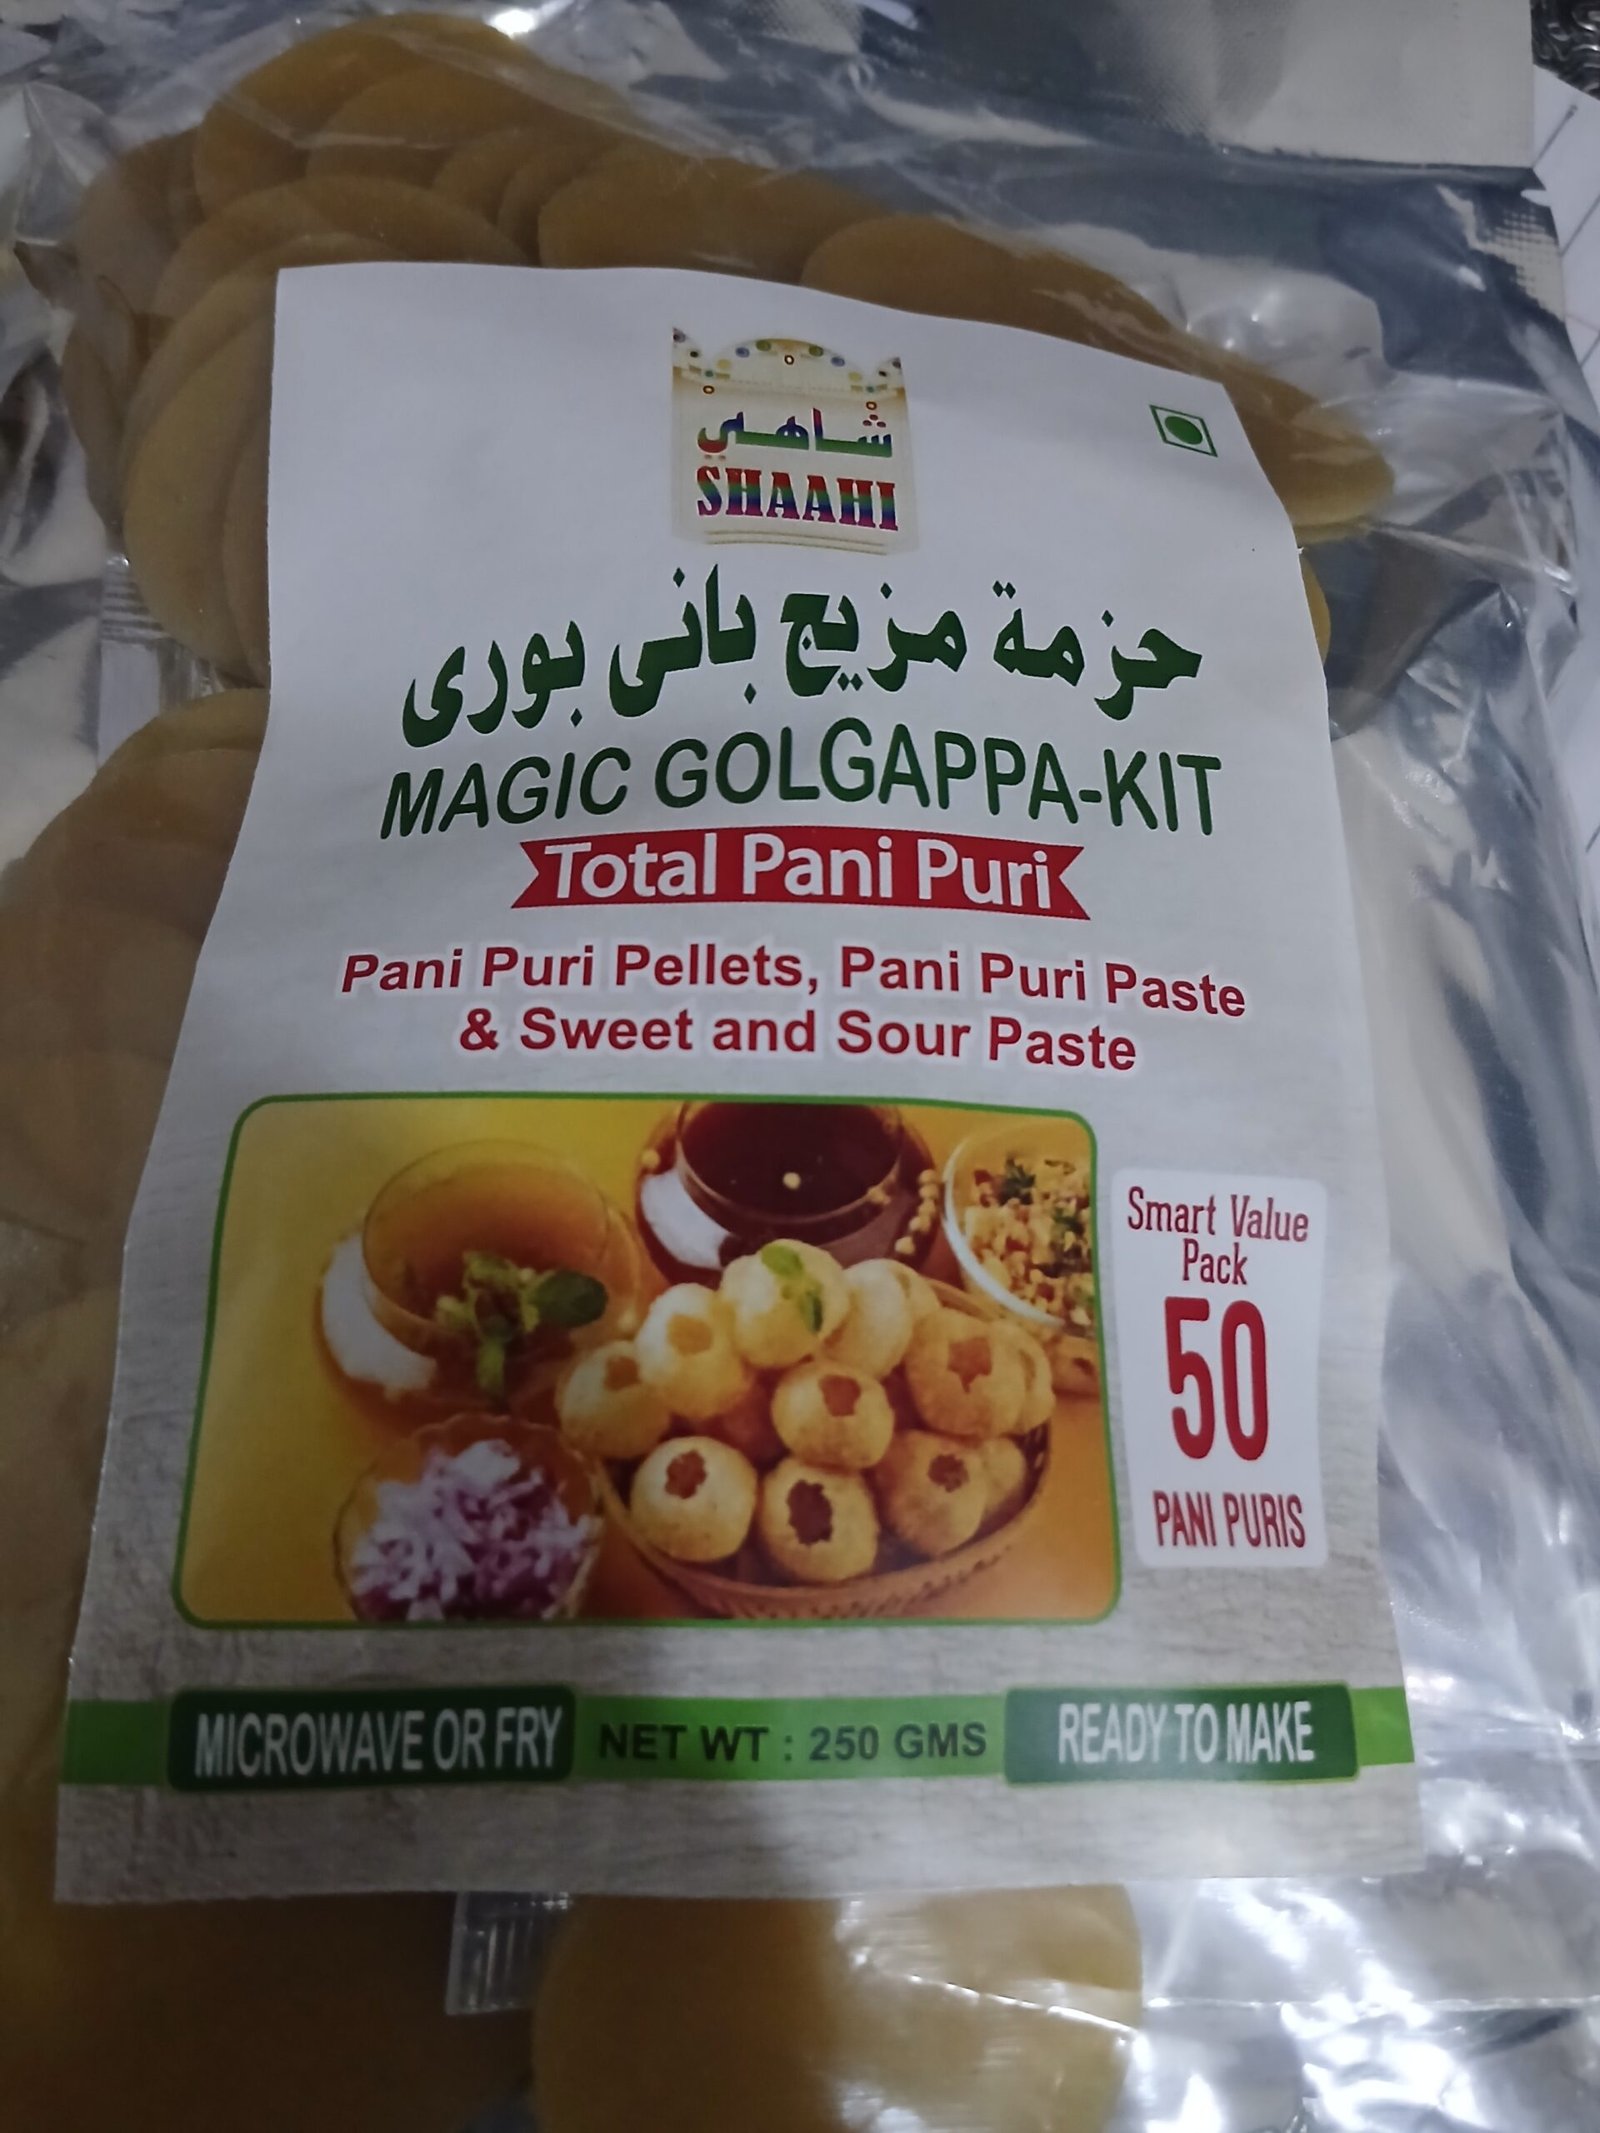 شاهي
SHAAHI
حزمة مزيج بانى بورى
MAGIC GOLGAPPA-KIT
Total Pani Puri
Pani Puri Pellets, Pani Puri Paste
& Sweet and Sour Paste
Smart Value
Pack
50
PANI PURIS
MICROWAVE OR FRY
NET WT : 250 GMS
READY TO MAKE